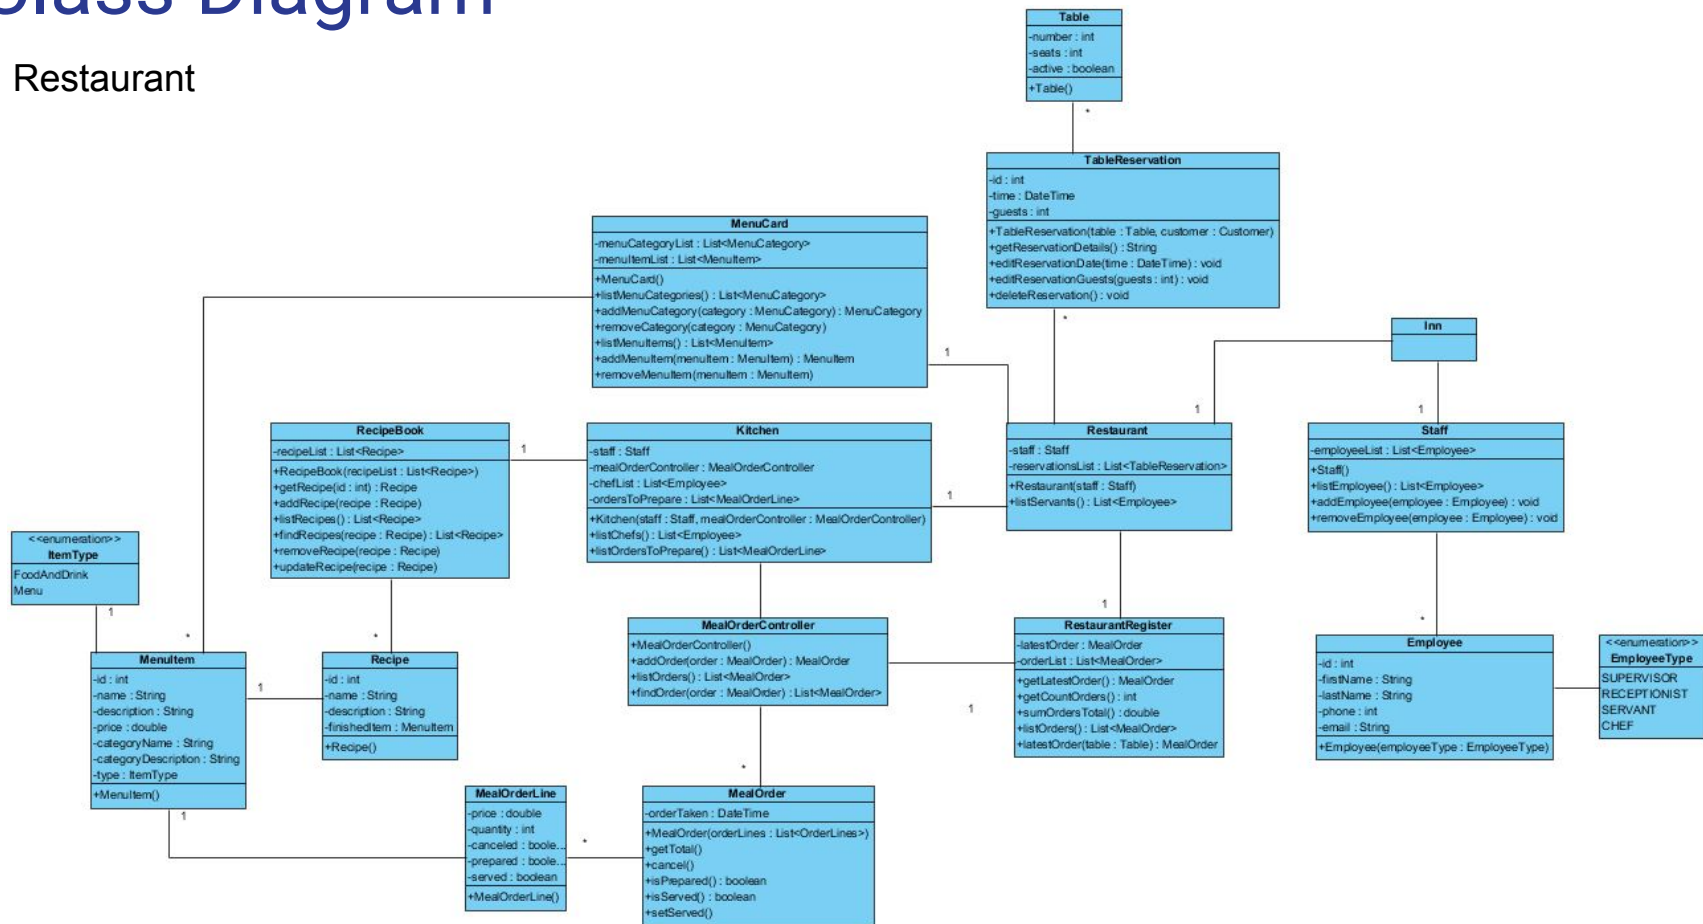 Class Diagram
Restaurant
Table
-number : int
-seats : int
-active : boolean
+Table()
*
TableReservation
-id : int
-time : DateTime
-guests : int
+TableReservation(table : Table, customer : Customer)
+getReservationDetails() : String
+editReservationDate(time : DateTime) : void
+editReservationGuests(guests : int) : void
+deleteReservation() : void
*
MenuCard
-menuCategoryList : List<MenuCategory>
-menuItemList : List<MenuItem>
+MenuCard()
+listMenuCategories() : List<MenuCategory>
+addMenuCategory(category : MenuCategory) : MenuCategory
+removeCategory(category : MenuCategory)
+listMenuItems() : List<MenuItem>
+addMenuItem(menuItem : MenuItem) : MenuItem
+removeMenuItem(menuItem : MenuItem)
1
Inn
1
1
RecipeBook
-recipeList : List<Recipe>
+RecipeBook(recipeList : List<Recipe>)
+getRecipe(id : int) : Recipe
+addRecipe(recipe : Recipe)
+listRecipes() : List<Recipe>
+findRecipes(recipe : Recipe) : List<Recipe>
+removeRecipe(recipe : Recipe)
+updateRecipe(recipe : Recipe)
1
Kitchen
-staff : Staff
-mealOrderController : MealOrderController
-chefList : List<Employee>
-ordersToPrepare : List<MealOrderLine>
+Kitchen(staff : Staff, mealOrderController : MealOrderController)
+listChefs() : List<Employee>
+listOrdersToPrepare() : List<MealOrderLine>
1
Restaurant
-staff : Staff
-reservationsList : List<TableReservation>
+Restaurant(staff : Staff)
+listServants() : List<Employee>
Staff
-employeeList : List<Employee>
+Staff()
+listEmployee() : List<Employee>
+addEmployee(employee : Employee) : void
+removeEmployee(employee : Employee) : void
<<enumeration>>
ItemType
FoodAndDrink
Menu
1
*
*
1
*
MenuItem
-id : int
-name : String
-description : String
-price : double
-categoryName : String
-categoryDescription : String
-type : ItemType
+MenuItem()
1
1
Recipe
-id : int
-name : String
-description : String
-finishedItem : MenuItem
+Recipe()
MealOrderController
+MealOrderController()
+addOrder(order : MealOrder) : MealOrder
+listOrders() : List<MealOrder>
+findOrder(order : MealOrder) : List<MealOrder>
1
*
RestaurantRegister
-latestOrder : MealOrder
-orderList : List<MealOrder>
+getLatestOrder() : MealOrder
+getCountOrders() : int
+sumOrdersTotal() : double
+listOrders() : List<MealOrder>
+latestOrder(table : Table) : MealOrder
Employee
-id : int
-firstName : String
-lastName : String
-phone : int
-email : String
+Employee(employeeType : EmployeeType)
<<enumeration>>
EmployeeType
SUPERVISOR
RECEPTIONIST
SERVANT
CHEF
MealOrderLine
-price : double
-quantity : int
-canceled : boole...
-prepared : boole...
-served : boolean
+MealOrderLine()
*
MealOrder
-orderTaken : DateTime
+MealOrder(orderLines : List<OrderLines>)
+getTotal()
+cancel()
+isPrepared() : boolean
+isServed() : boolean
+setServed()